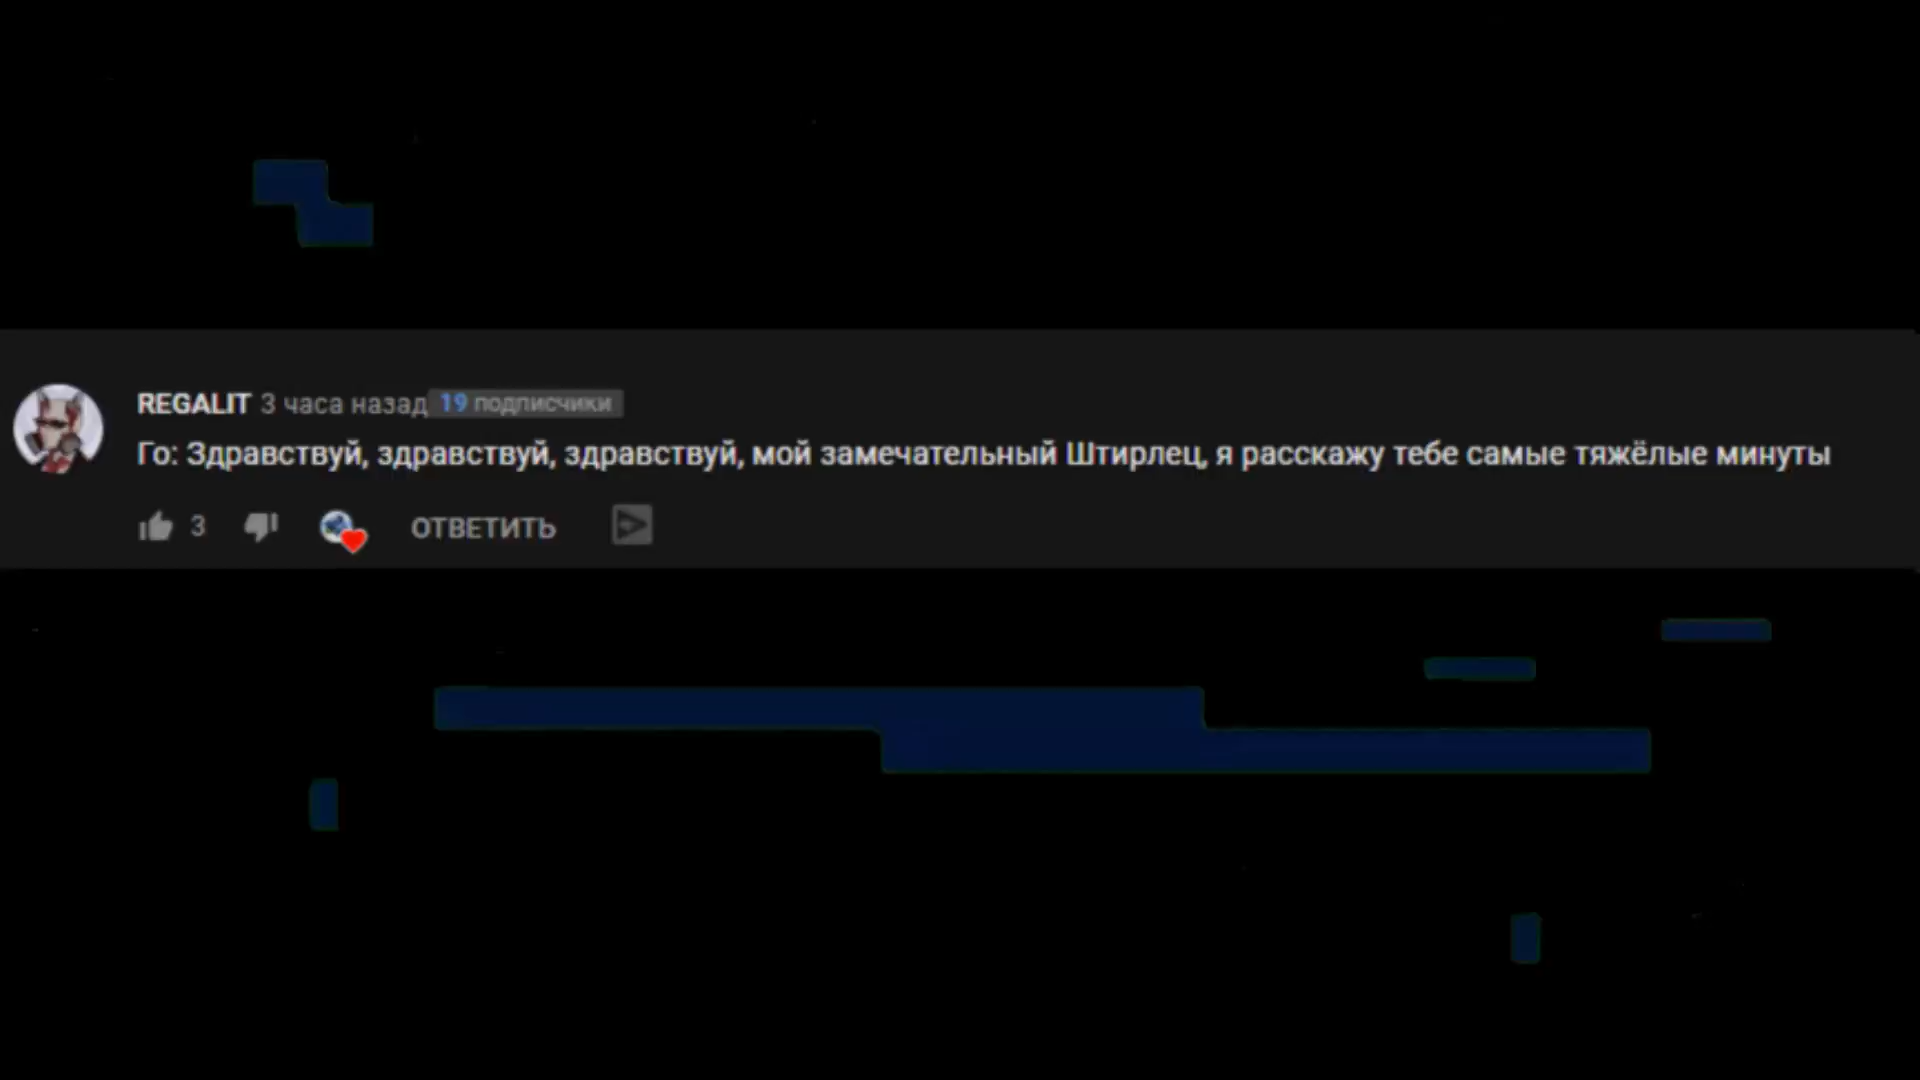 REGALIT 3 часа назад 19 подписчики
Го: Здравствуй, здравствуй, здравствуй, мой замечательный Штирлец, я расскажу тебе самые тяжёлые минуты
3 ОТВЕТИТЬ